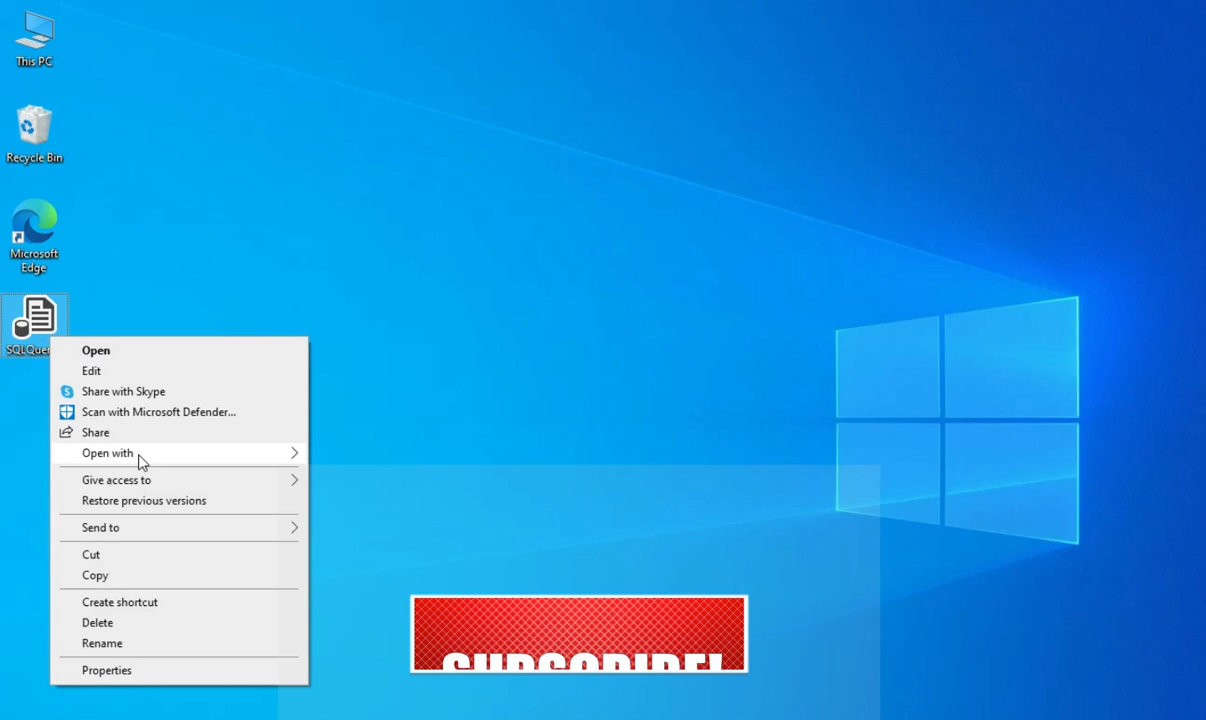 This PC
Recycle Bin
Microsoft
Edge
Open
Edit
Share with Skype
Scan with Microsoft Defender...
Share
Open with
Give access to
Restore previous versions
Send to
Cut
Copy
Create shortcut
Delete
Rename
Properties
SUBSCRIBE!